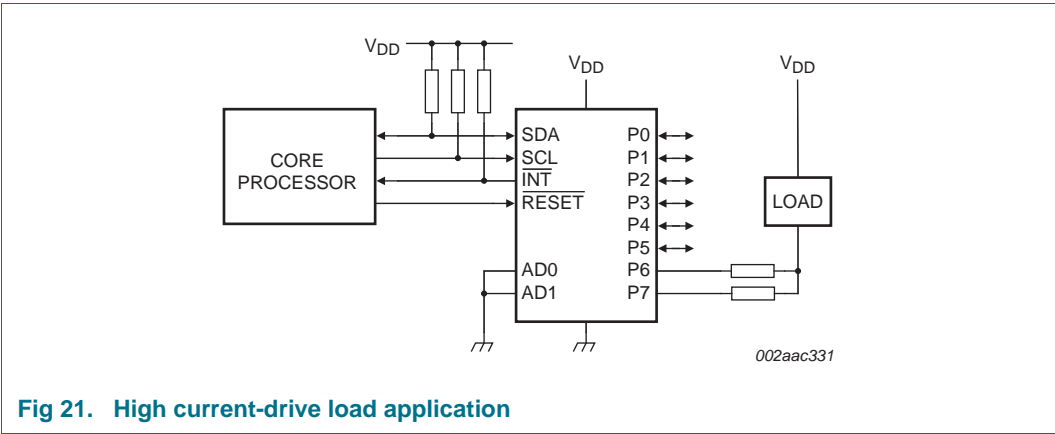 VDD
VDD
VDD
CORE
PROCESSOR
SDA
SCL
INT
RESET
AD0
AD1
P0
P1
P2
P3
P4
P5
P6
P7
LOAD
002aac331
Fig 21. High current-drive load application